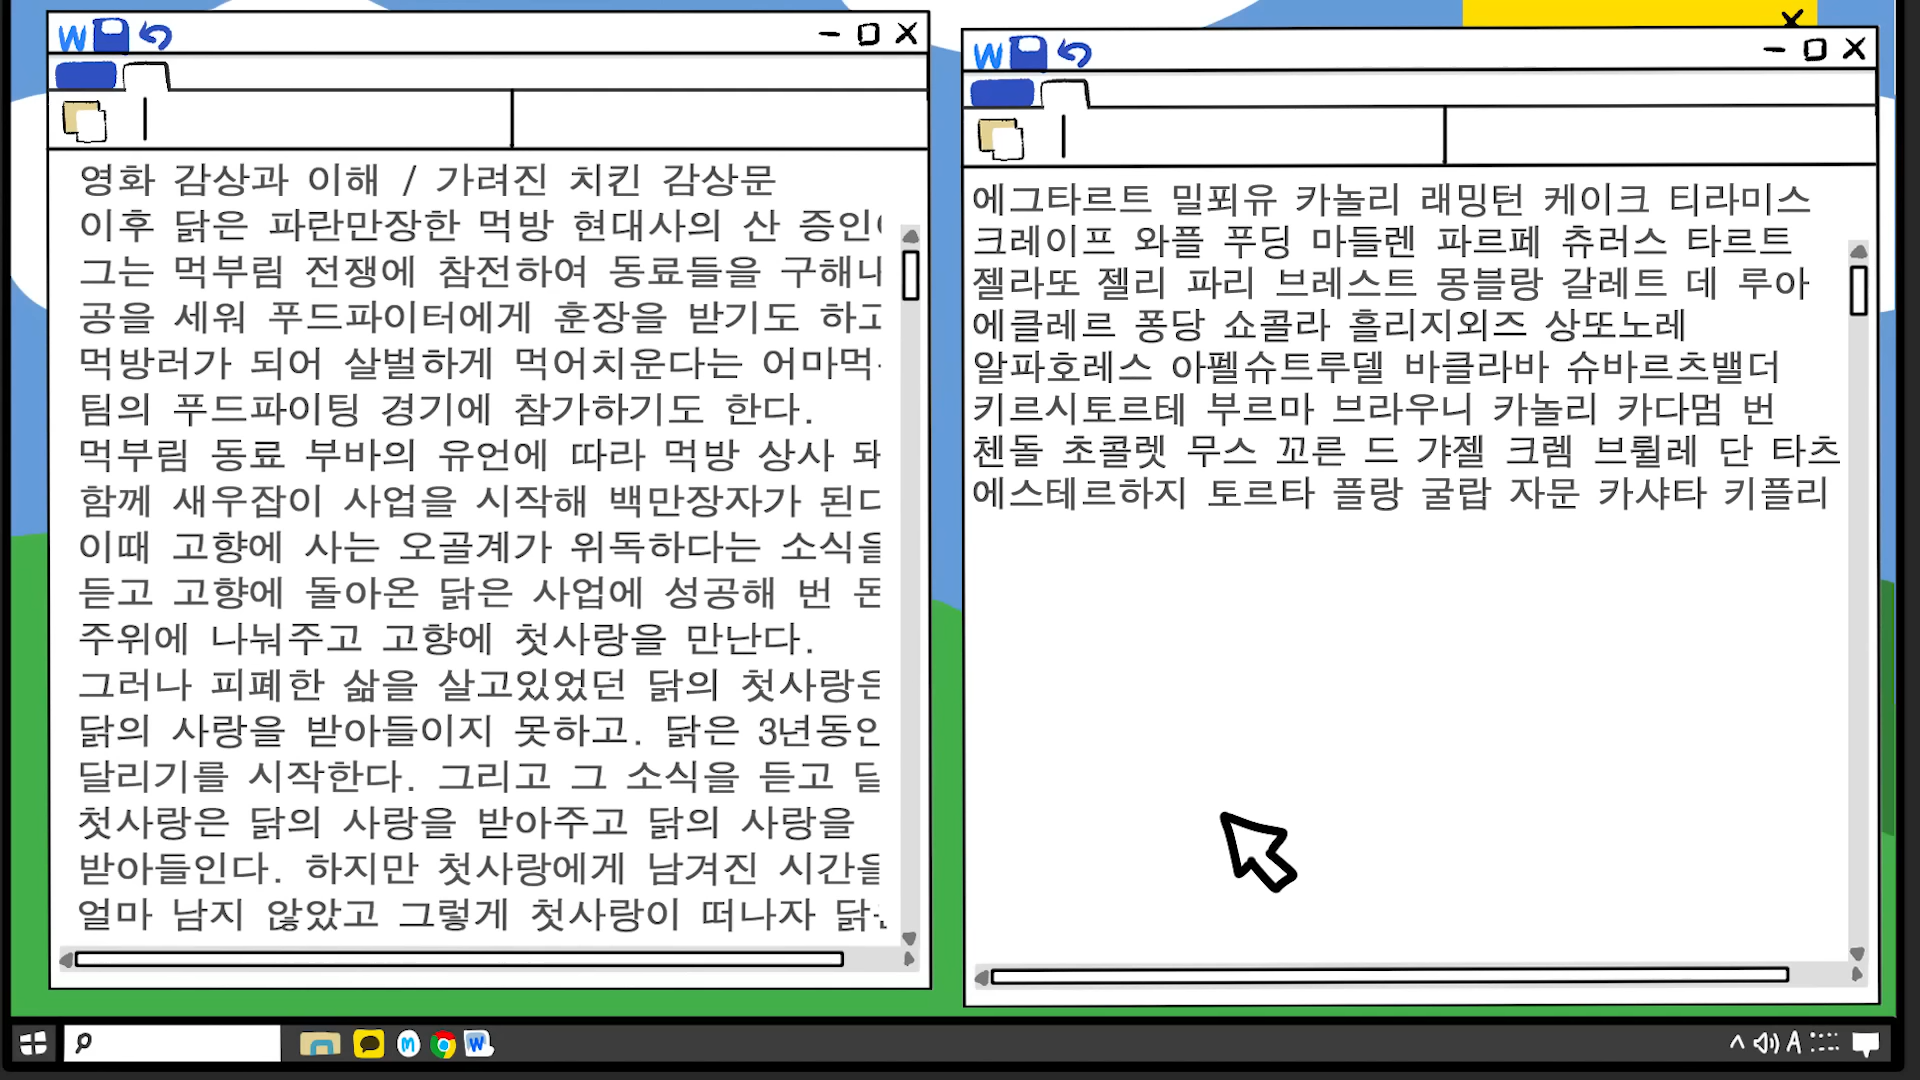 영화 감상과 이해 / 가려진 치킨 감상문
이후 닭은 파란만장한 먹방 현대사의 산
그는 먹부림 전쟁에 참전하여 동료들을
공을 세워 푸드파이터에게 훈장을 받기도
먹방러가 되어 살벌하게 먹어치운다는
팀의 푸드파이팅 경기에 참가하기도 한다.
먹부림 동료 부바의 유언에 따라 먹방 상사
함께 새우잡이 사업을 시작해 백만장자가
이때 고향에 사는 오골계가 위독하다는
듣고 고향에 돌아온 닭은 사업에 성공해 번
주위에 나눠주고 고향에 첫사랑을 만난다.
그러나 피폐한 삶을 살고있었던 닭의
닭의 사랑을 받아들이지 못하고. 닭은
달리기를 시작한다. 그리고 그 소식을 듣고
첫사랑은 닭의 사랑을 받아주고 닭의 사랑을
받아들인다. 하지만 첫사랑에게 남겨진
얼마 남지 않았고 그렇게 첫사랑이 떠나자
에그타르트 밀푀유 카놀리 래밍턴 케이크 티라미스
크레이프 와플 푸딩 마들렌 파르페 츄러스 타르트
젤라또 젤리 파리 브레스트 몽블랑 갈레트 데 루아
에클레르 퐁당 쇼콜라 흘리지외즈 상또노레
알파호레스 아펠슈트루델 바클라바 슈바르츠밸더
키르시토르테 부르마 브라우니 카놀리 카다멈 번
첸돌 초콜렛 무스 꼬른 드 갸젤 크렘 브륄레 단 타츠
에스테르하지 토르타 플랑 굴랍 자문 카샤타 키플리
A